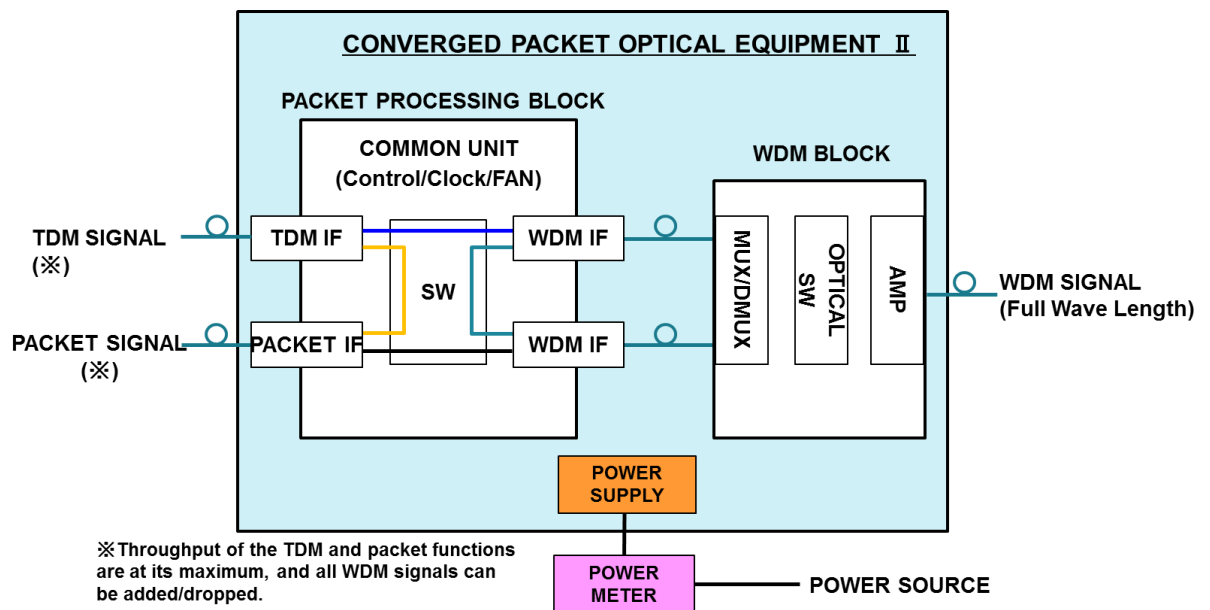 CONVERGED PACKET OPTICAL EQUIPMENT Ⅱ
PACKET PROCESSING BLOCK
COMMON UNIT
(Control/Clock/FAN)
WDM BLOCK
TDM SIGNAL
(※)
TDM IF
WDM IF
SW
PACKET SIGNAL
(※)
PACKET IF
WDM IF
MUX/DMUX
OPTICAL
SW
AMP
WDM SIGNAL
(Full Wave Length)
POWER
SUPPLY
※Throughput of the TDM and packet functions
are at its maximum, and all WDM signals can
be added/dropped.
POWER
METER
POWER SOURCE